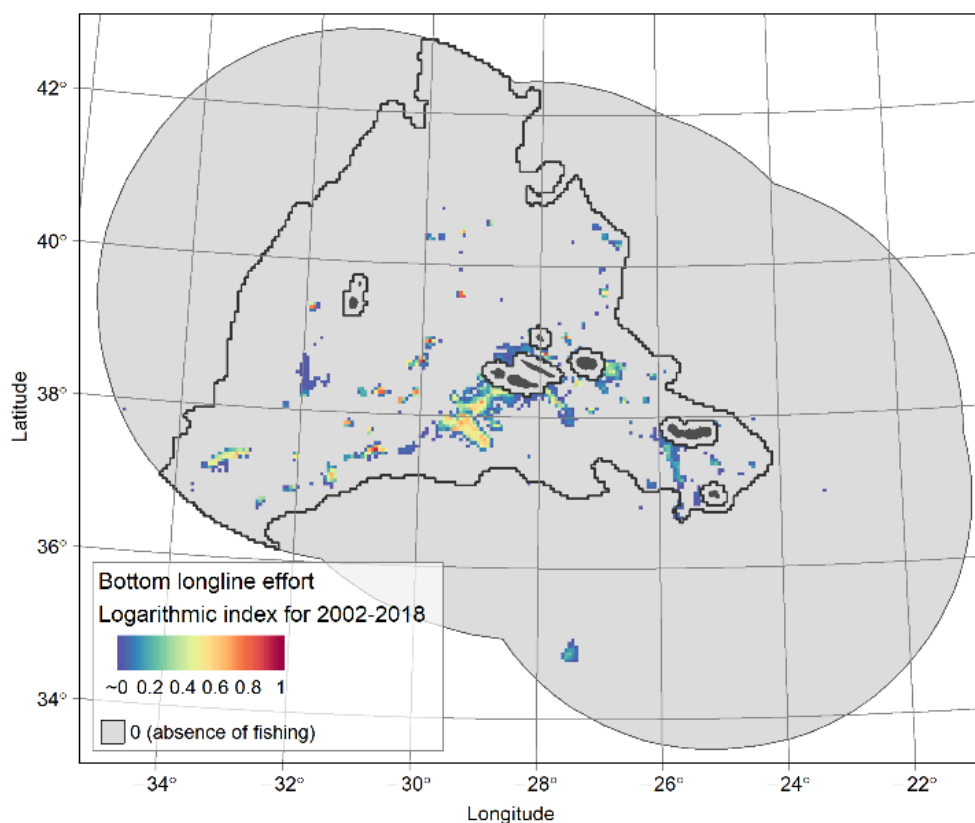 42°
40°
38°
36°
34°
Latitude
Bottom longline effort
Logarithmic index for 2002-2018
~0 0.2 0.4 0.6 0.8 1
0 (absence of fishing)
−34° −32° −30° −28° −26° −24° −22°
Longitude